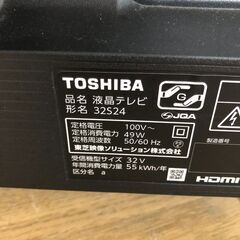 TOSHIBA
品名 液晶テレビ
形名 32S24
定格電圧: 100V~
定格消費電力: 49W
定格周波数: 50/60 Hz
東芝映像ソリューション株式会社
受信機型サイズ: 32V
年間消費電力量: 55 kWh/年
区分名: a
JQA
製造番号
HDMI